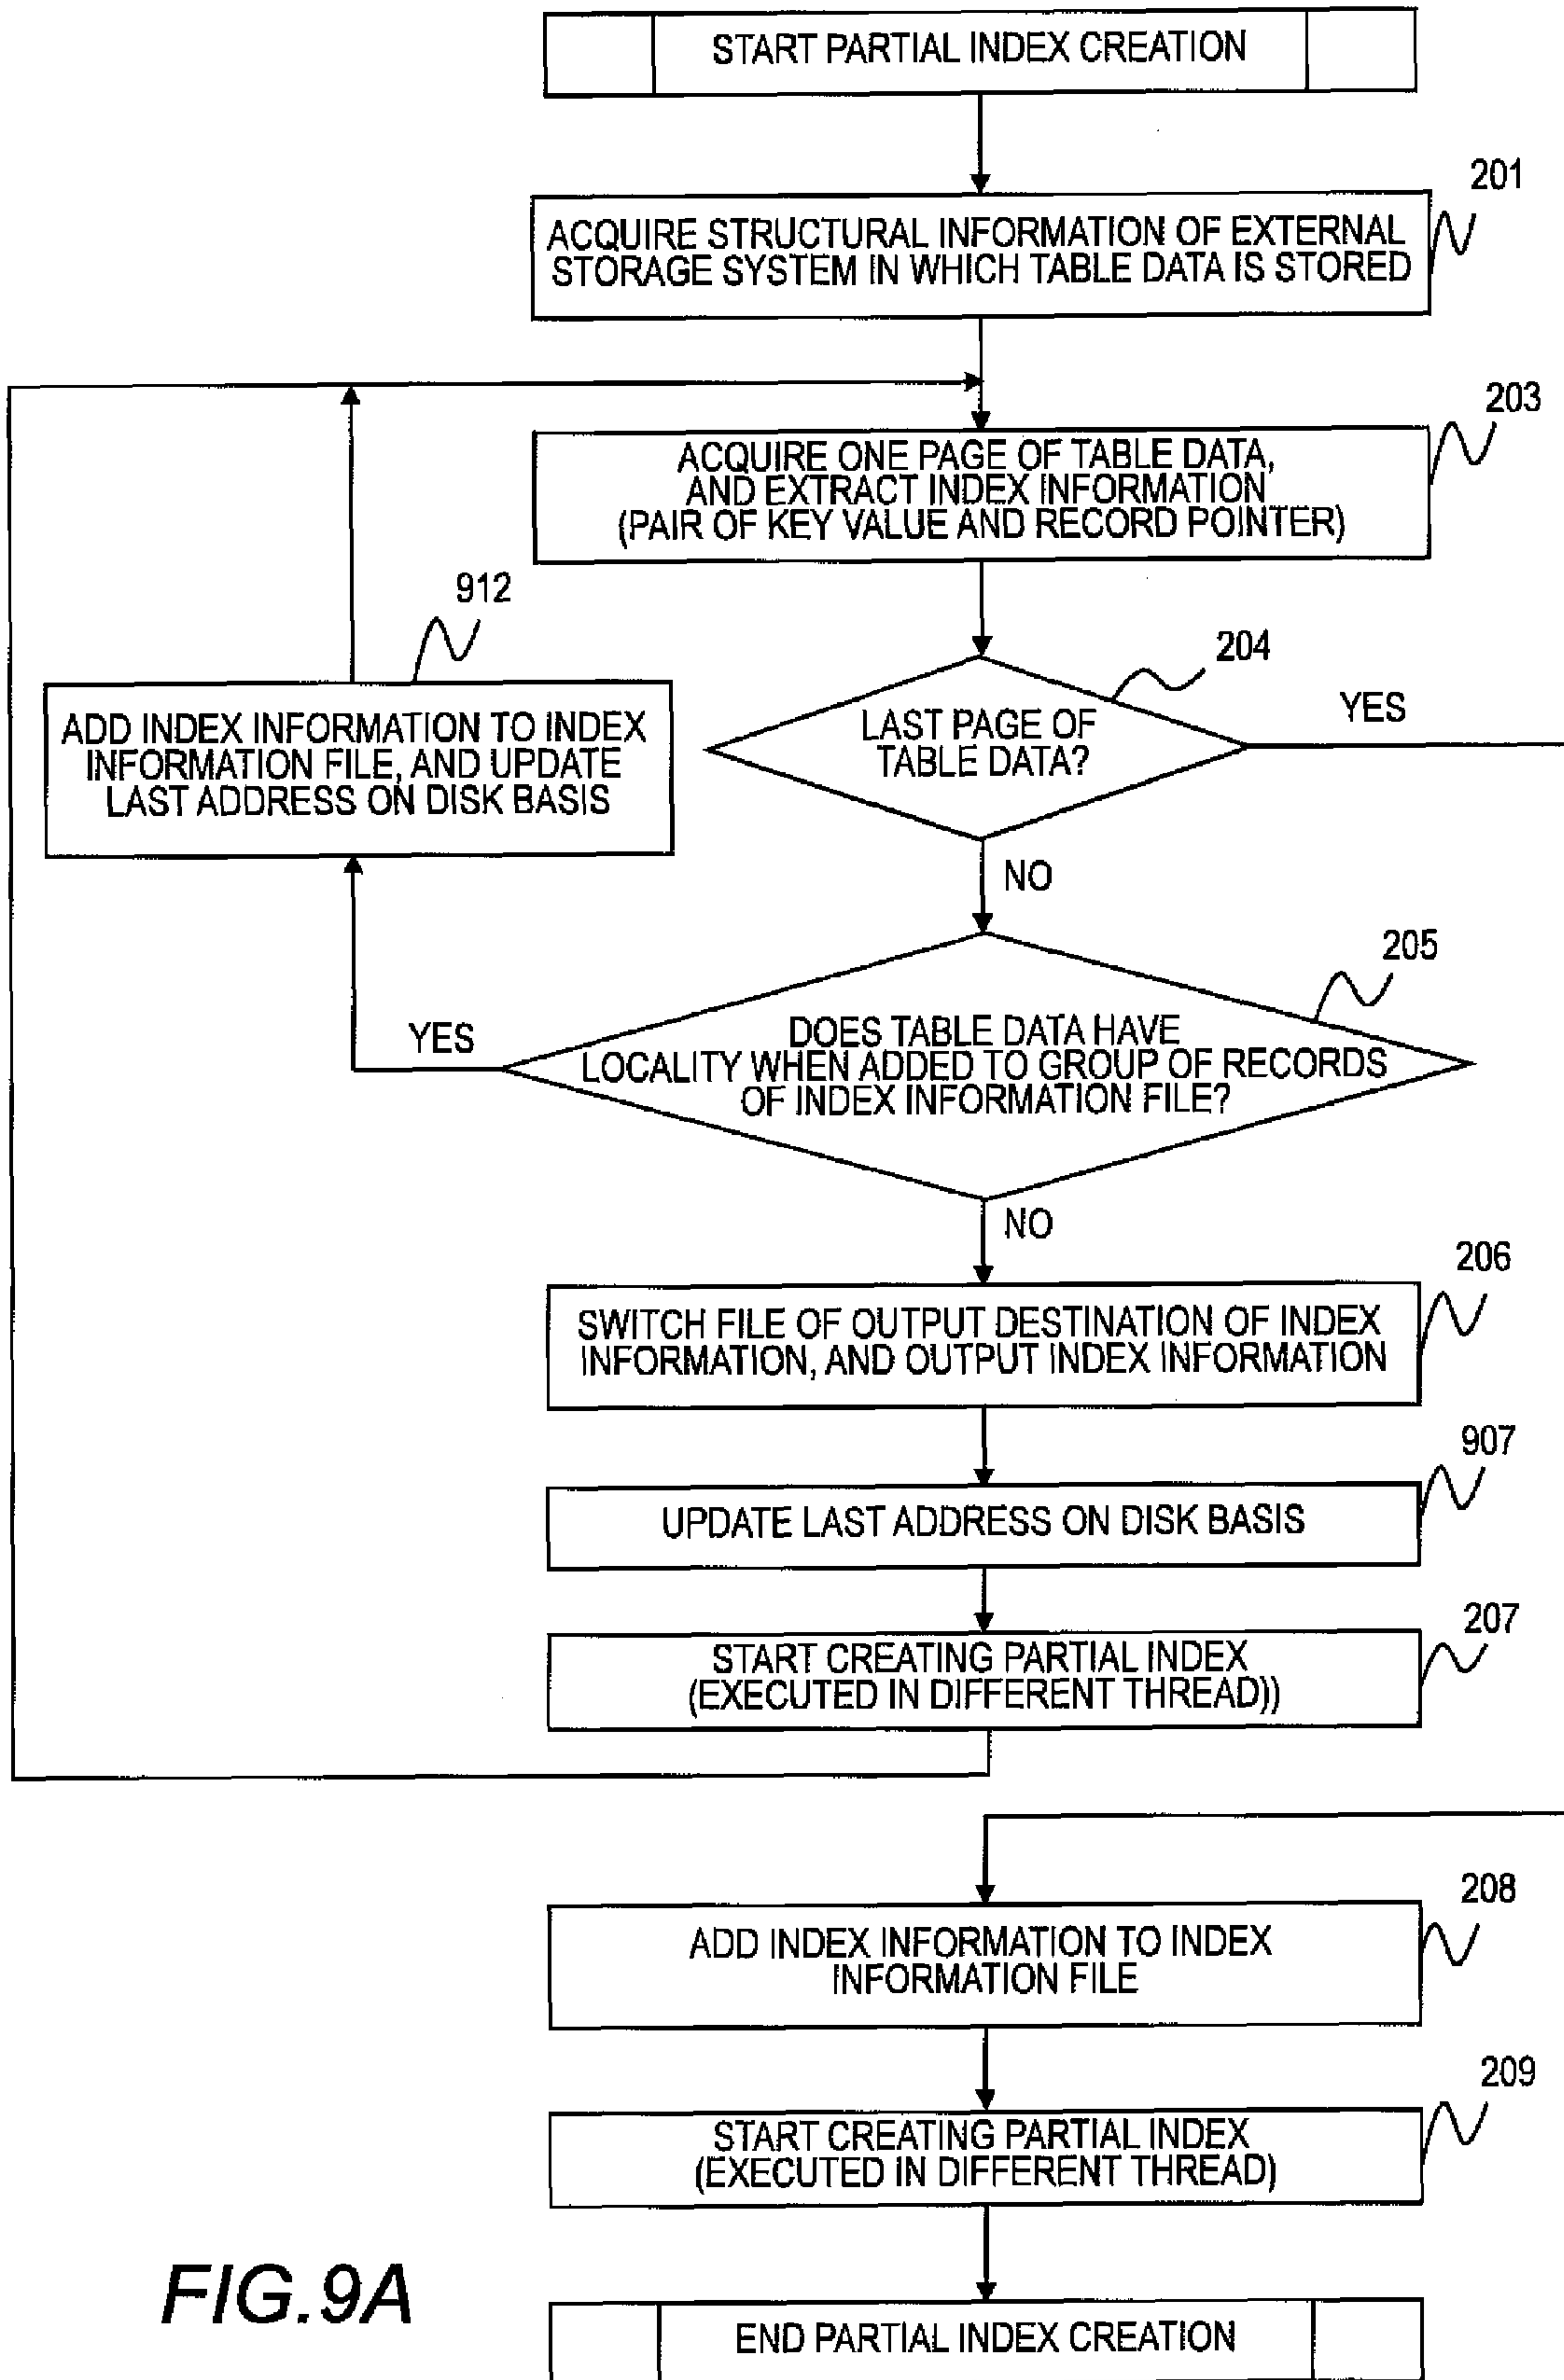 START PARTIAL INDEX CREATION
201
ACQUIRE STRUCTURAL INFORMATION OF EXTERNAL
STORAGE SYSTEM IN WHICH TABLE DATA IS STORED
203
ACQUIRE ONE PAGE OF TABLE DATA,
AND EXTRACT INDEX INFORMATION
(PAIR OF KEY VALUE AND RECORD POINTER)
912
ADD INDEX INFORMATION TO INDEX
INFORMATION FILE, AND UPDATE
LAST ADDRESS ON DISK BASIS
204
LAST PAGE OF
TABLE DATA?
YES
NO
205
DOES TABLE DATA HAVE
LOCALITY WHEN ADDED TO GROUP OF RECORDS
OF INDEX INFORMATION FILE?
YES
NO
206
SWITCH FILE OF OUTPUT DESTINATION OF INDEX
INFORMATION, AND OUTPUT INDEX INFORMATION
907
UPDATE LAST ADDRESS ON DISK BASIS
207
START CREATING PARTIAL INDEX
(EXECUTED IN DIFFERENT THREAD))
208
ADD INDEX INFORMATION TO INDEX
INFORMATION FILE
209
START CREATING PARTIAL INDEX
(EXECUTED IN DIFFERENT THREAD)
END PARTIAL INDEX CREATION
FIG.9A